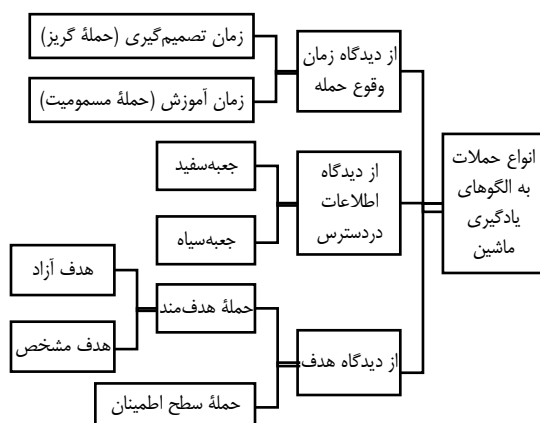 انواع حملات
به الگوهای
یادگیری
ماشین
از دیدگاه زمان
وقوع حمله
زمان تصمیم‌گیری (حملهٔ گریز)
زمان آموزش (حملهٔ مسمومیت)
از دیدگاه
اطلاعات
دردسترس
جعبه‌سفید
جعبه‌سیاه
از دیدگاه هدف
حملهٔ هدف‌مند
هدف آزاد
هدف مشخص
حملهٔ سطح اطمینان